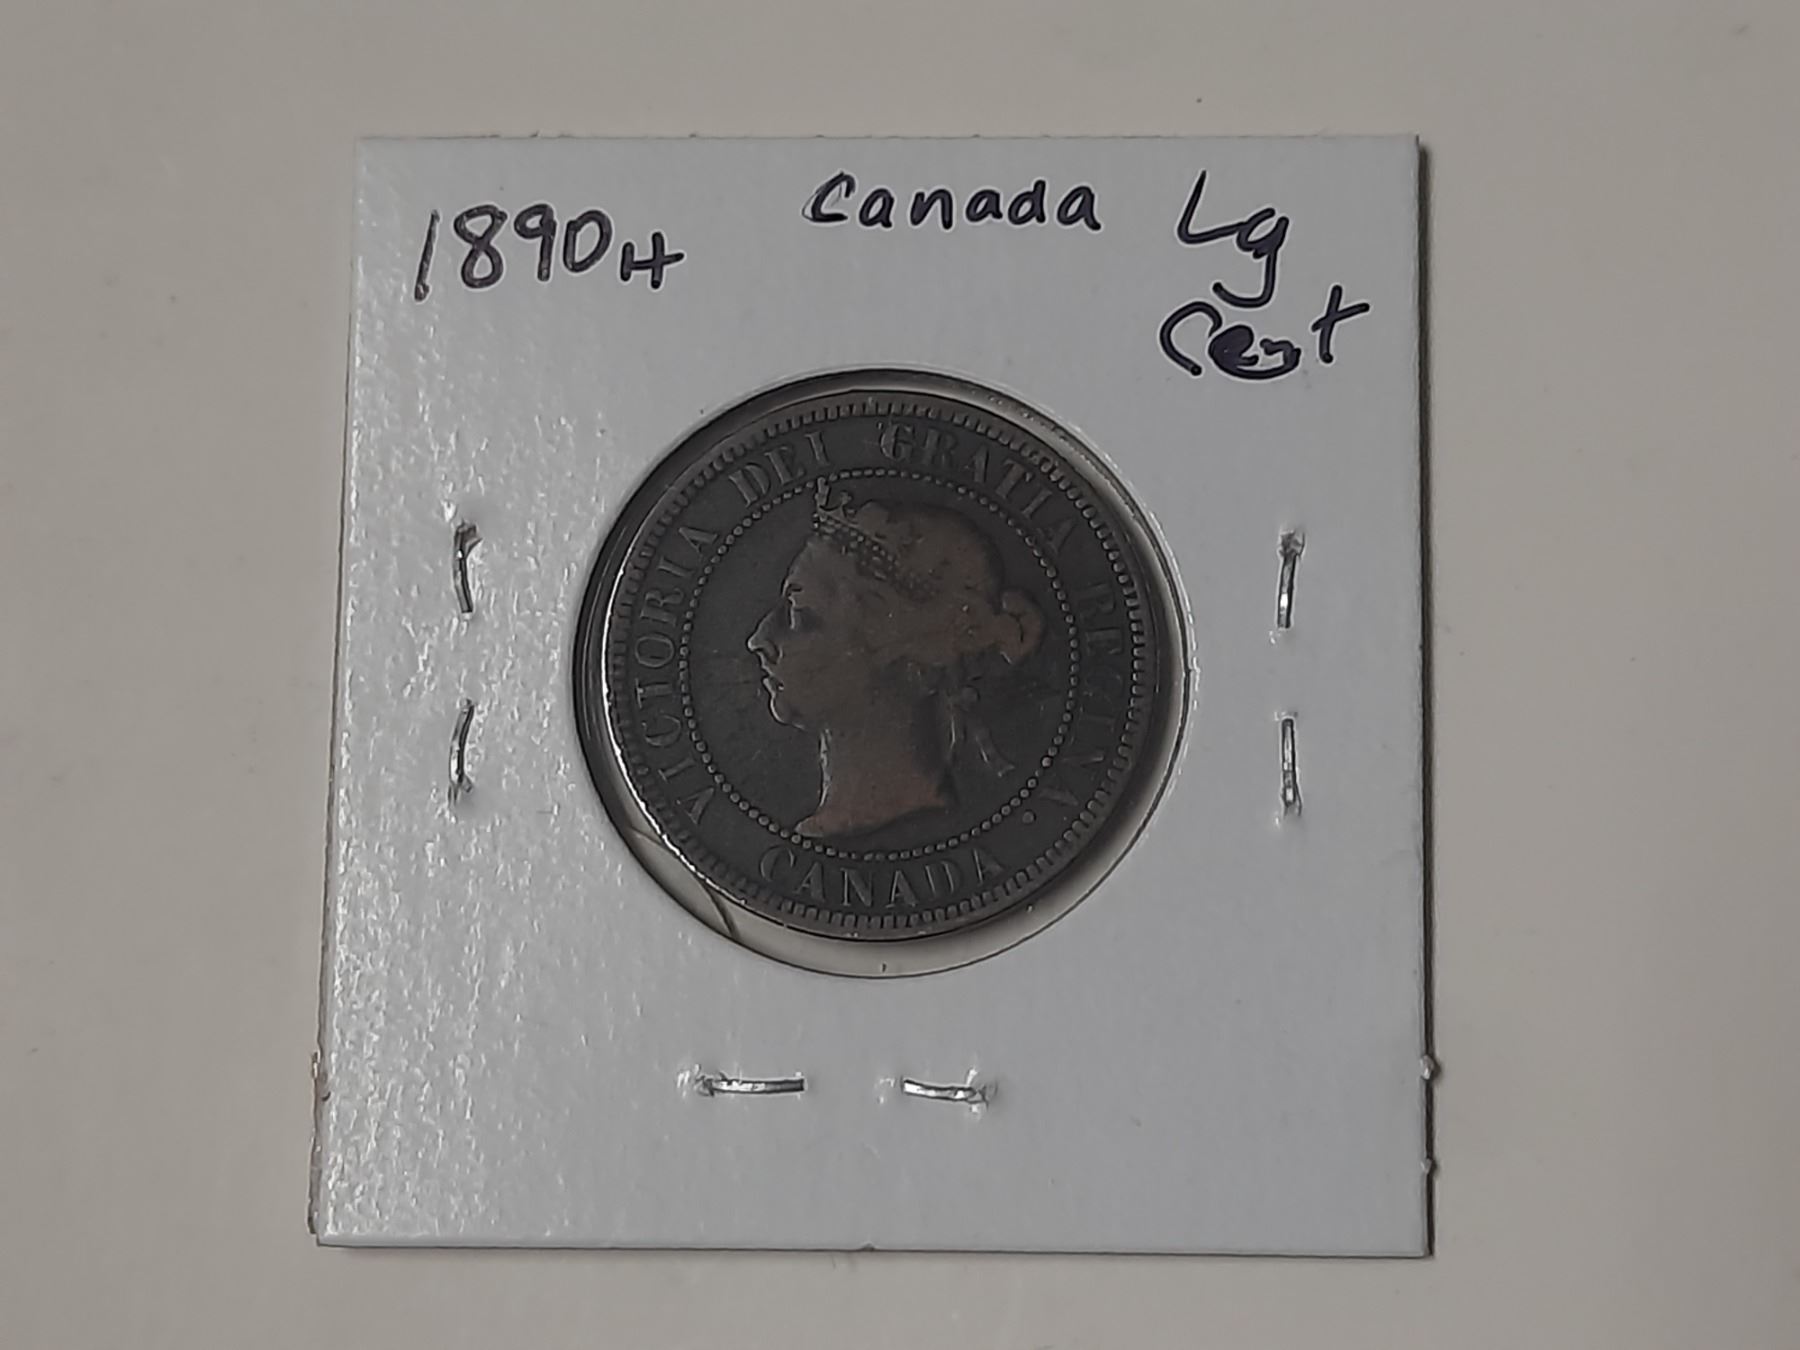 1890H
Canada Lg
Cent
VICTORIA DEI GRATIA REGINA.
CANADA